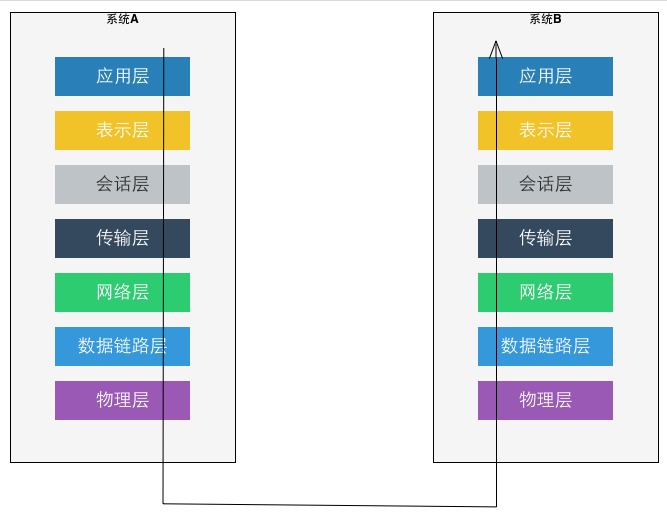 系统A
应用层
表示层
会话层
传输层
网络层
数据链路层
物理层
系统B
应用层
表示层
会话层
传输层
网络层
数据链路层
物理层